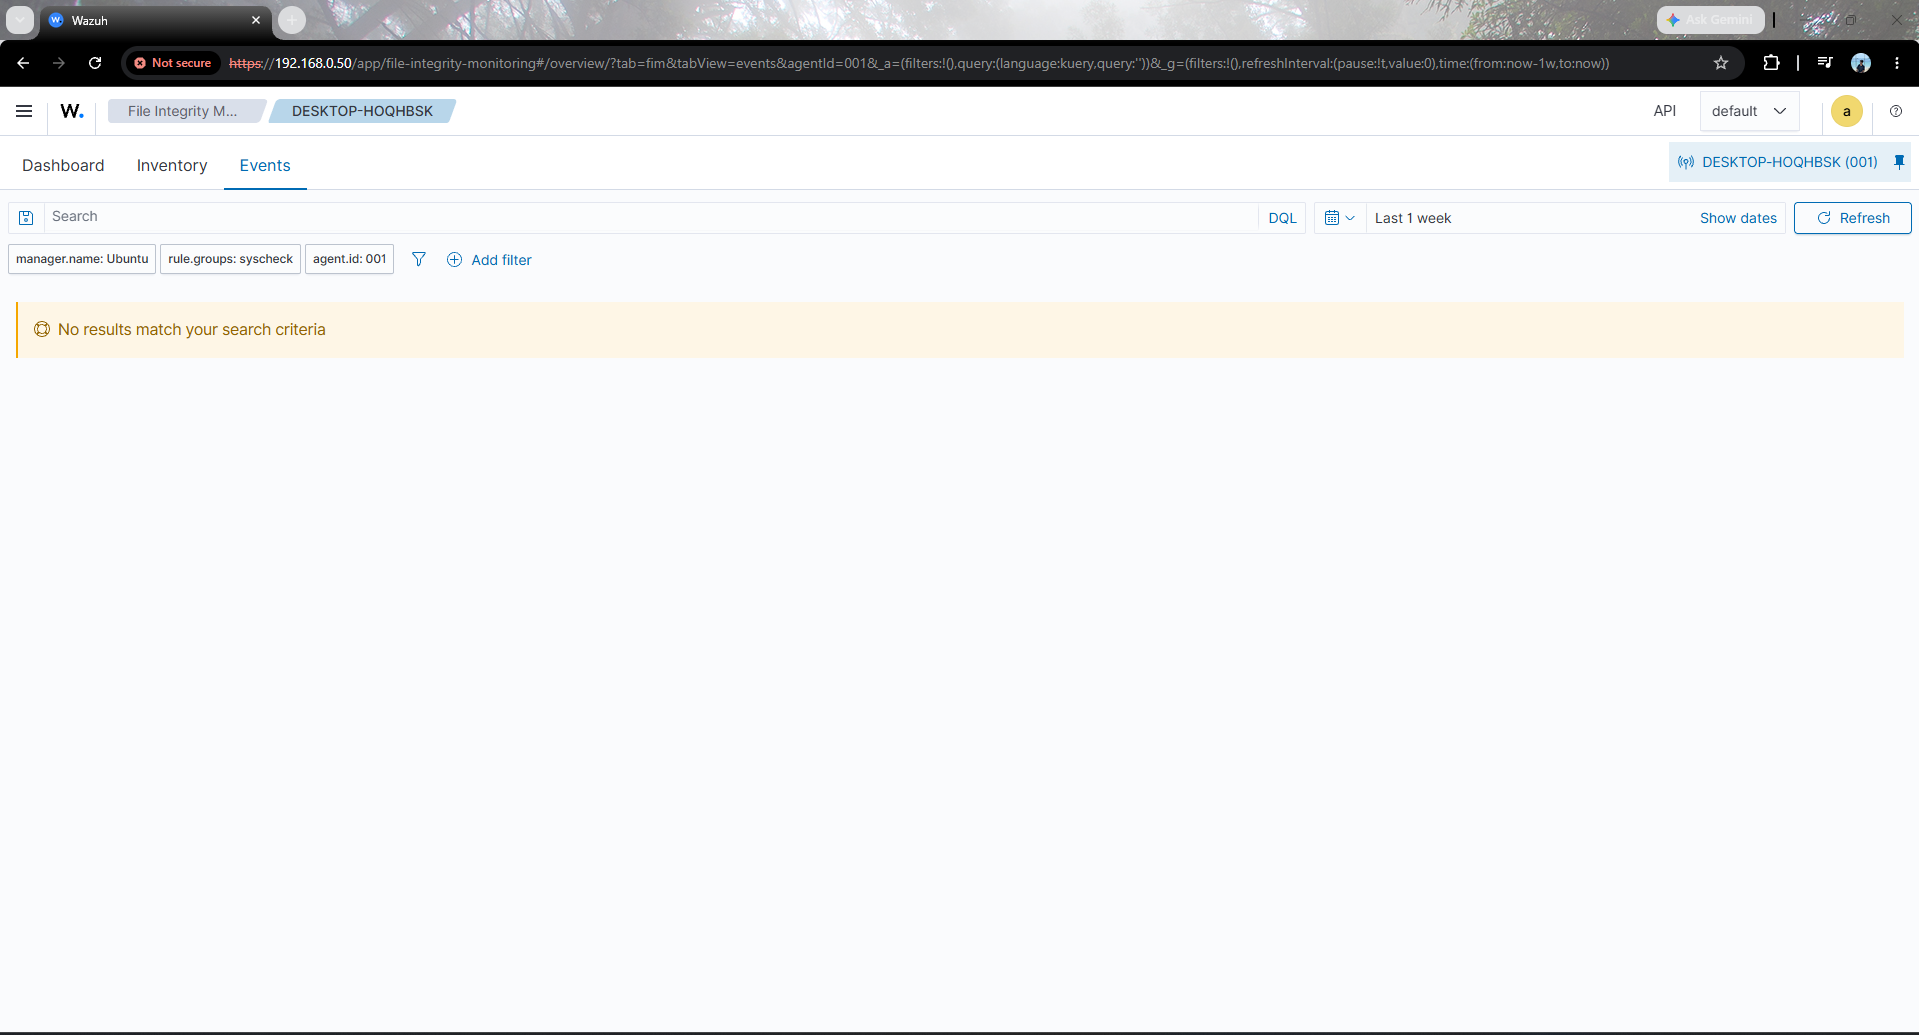 Wazuh
Ask Gemini
Not secure
https://192.168.0.50/app/file-integrity-monitoring#/overview/?tab=fim&tabView=events&agentId=001&_a=(filters:!(),query:(language:kuery,query:''))&_g=(filters:!(),refreshInterval:(pause:!t,value:0),time:(from:now-1w,to:now))
W.
File Integrity M...
DESKTOP-HOQHBSK
API
default
a
Dashboard
Inventory
Events
DESKTOP-HOQHBSK (001)
Search
DQL
Last 1 week
Show dates
Refresh
manager.name: Ubuntu
rule.groups: syscheck
agent.id: 001
Add filter
No results match your search criteria